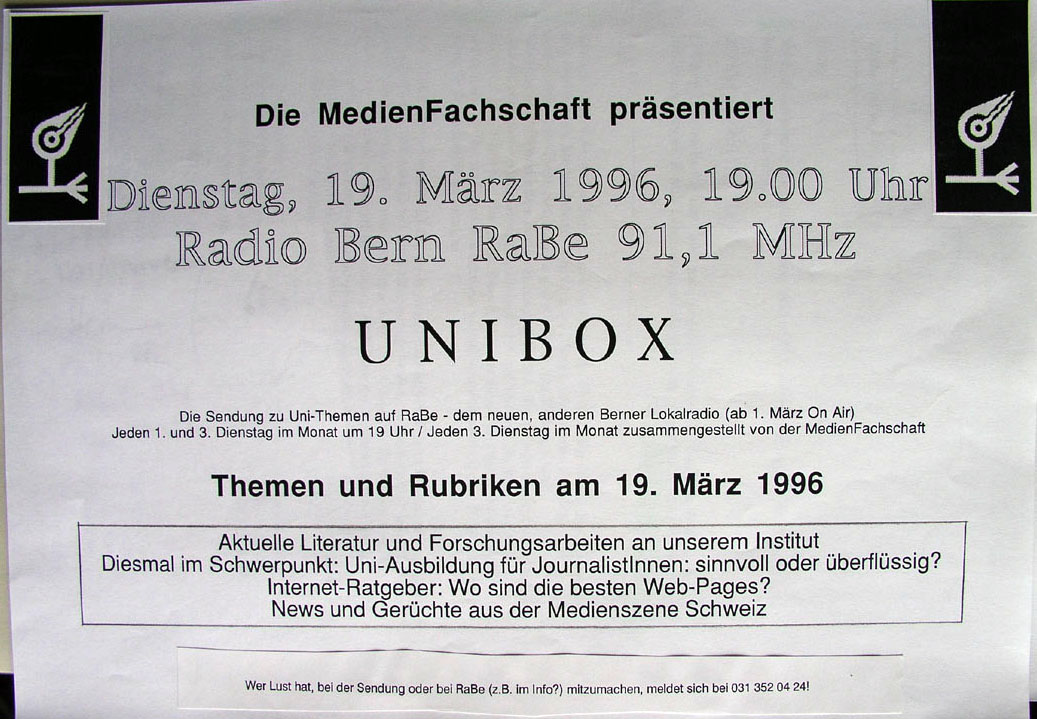 Die MedienFachschaft präsentiert
Dienstag, 19. März 1996, 19.00 Uhr
Radio Bern RaBe 91,1 MHz
UNIBOX
Die Sendung zu Uni-Themen auf RaBe - dem neuen, anderen Berner Lokalradio (ab 1. März On Air)
Jeden 1. und 3. Dienstag im Monat um 19 Uhr / Jeden 3. Dienstag im Monat zusammengestellt von der MedienFachschaft
Themen und Rubriken am 19. März 1996
Aktuelle Literatur und Forschungsarbeiten an unserem Institut
Diesmal im Schwerpunkt: Uni-Ausbildung für JournalistInnen: sinnvoll oder überflüssig?
Internet-Ratgeber: Wo sind die besten Web-Pages?
News und Gerüchte aus der Medienszene Schweiz
Wer Lust hat, bei der Sendung oder bei RaBe (z.B. im Info?) mitzumachen, meldet sich bei 031 352 04 24!